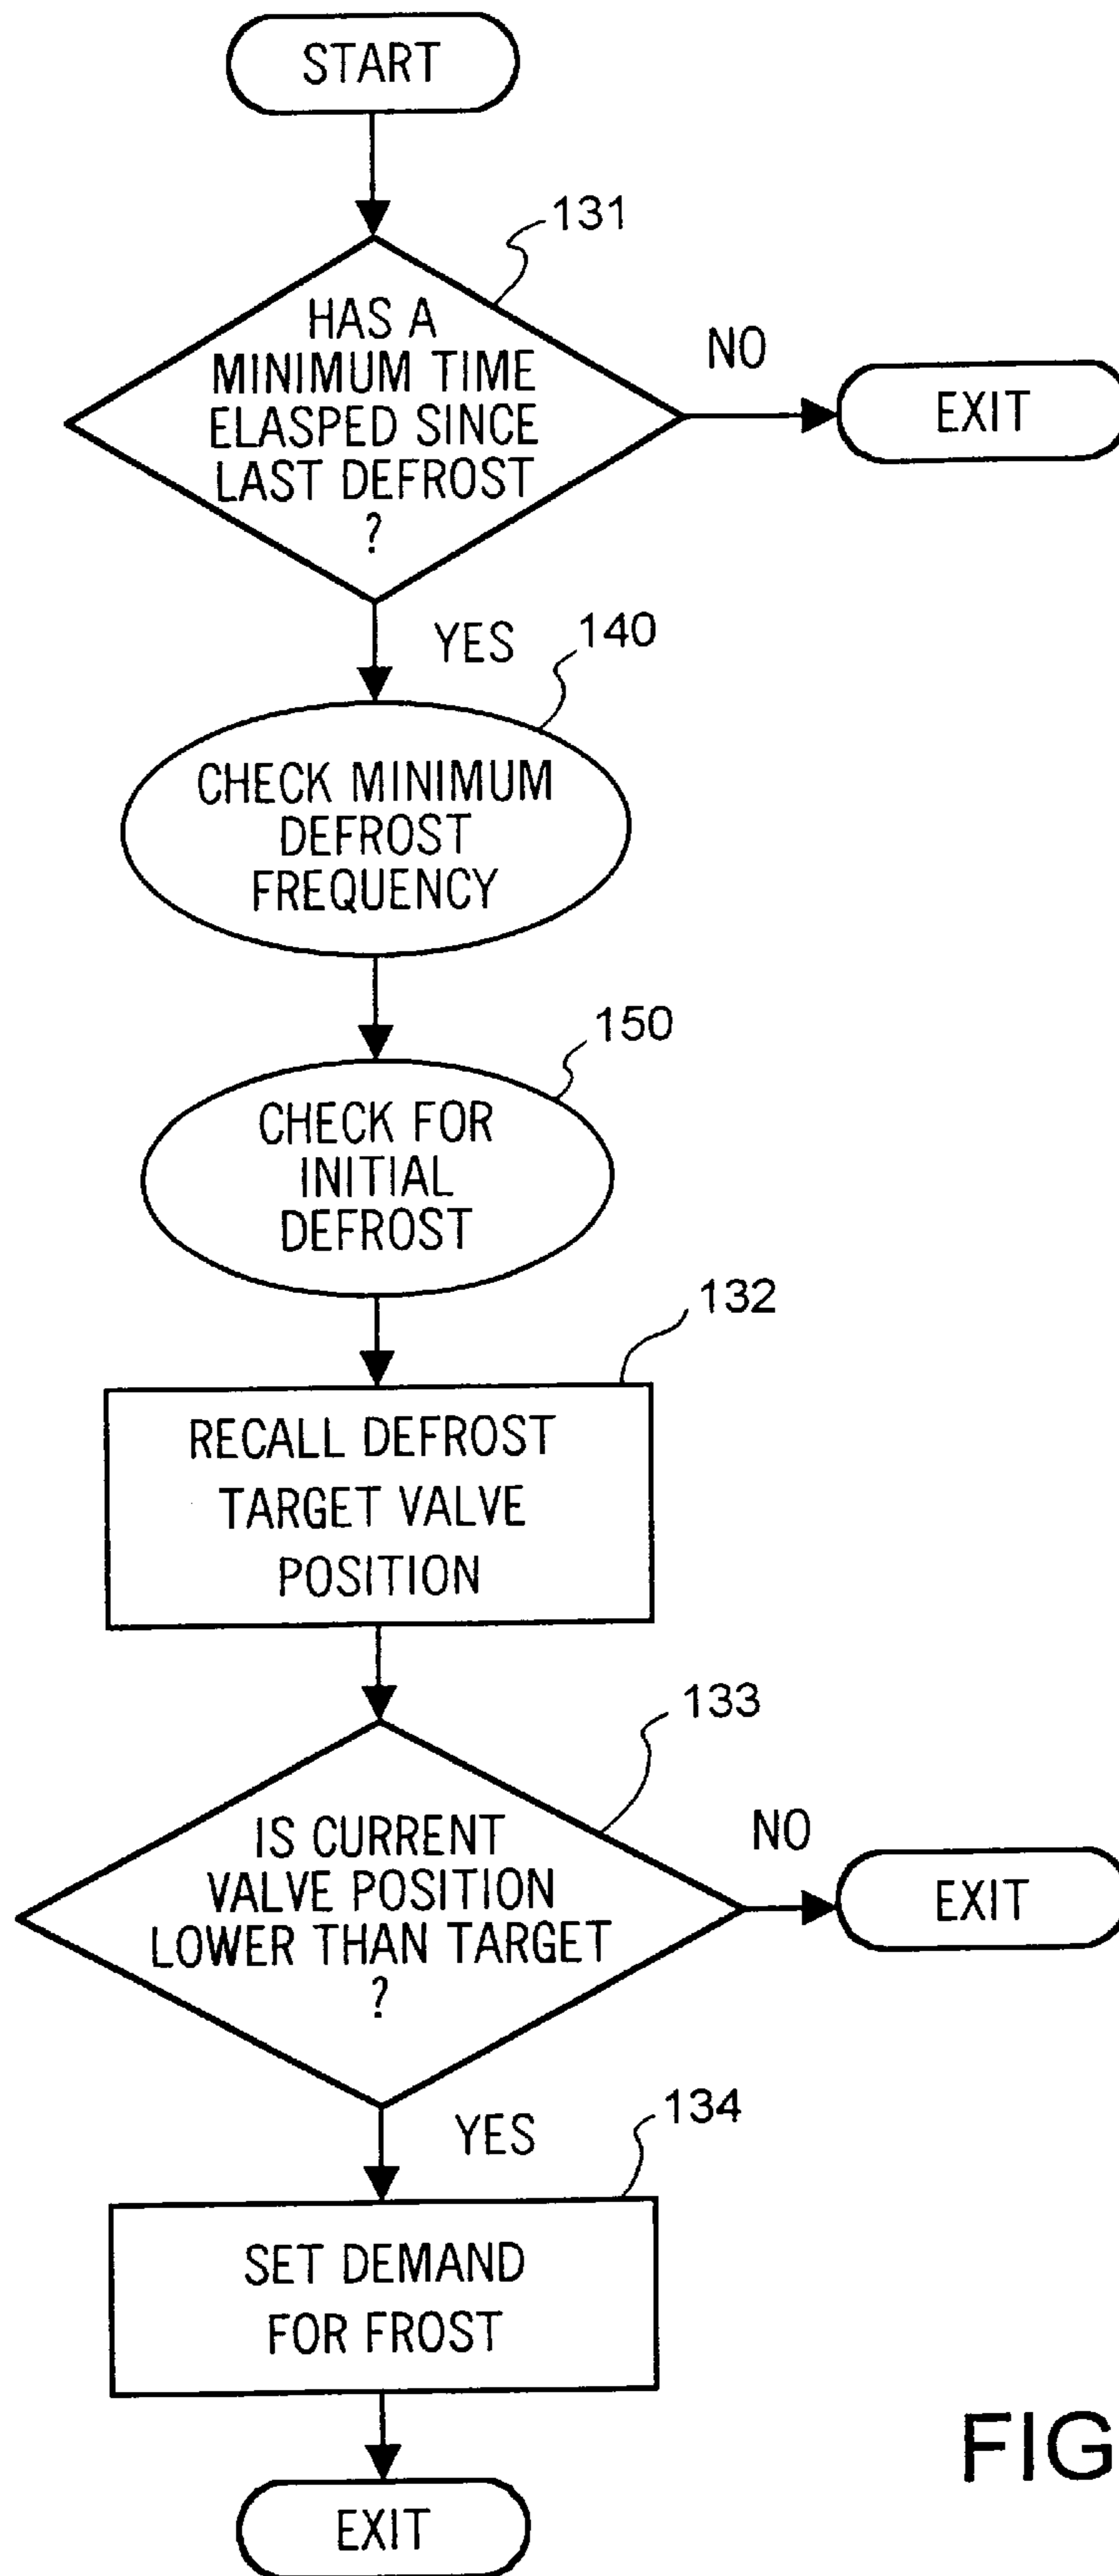 START
131
HAS A
MINIMUM TIME
ELASPED SINCE
LAST DEFROST
?
NO
EXIT
YES
140
CHECK MINIMUM
DEFROST
FREQUENCY
150
CHECK FOR
INITIAL
DEFROST
132
RECALL DEFROST
TARGET VALVE
POSITION
133
IS CURRENT
VALVE POSITION
LOWER THAN TARGET
?
NO
EXIT
YES
134
SET DEMAND
FOR FROST
EXIT
FIG